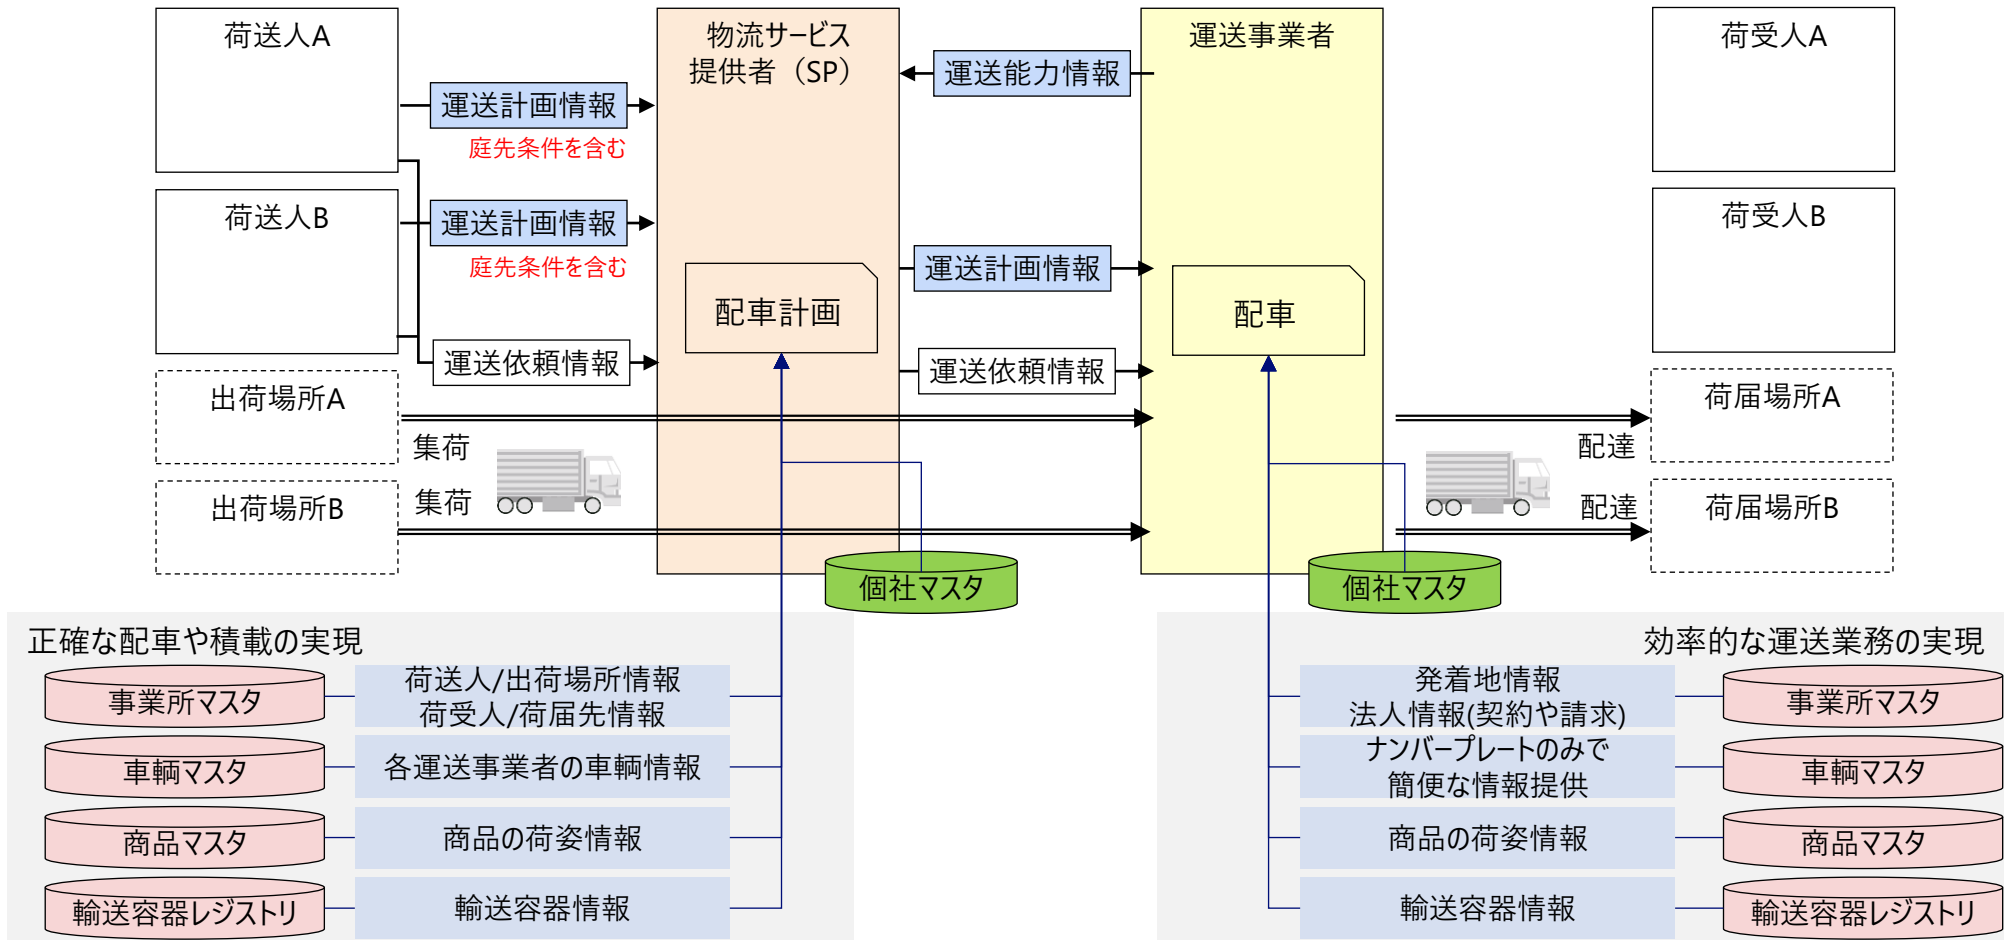 荷送人A
物流サービス
提供者（SP）
運送事業者
荷受人A
運送能力情報
運送計画情報
庭先条件を含む
荷送人B
荷受人B
運送計画情報
庭先条件を含む
運送計画情報
配車計画
配車
運送依頼情報
運送依頼情報
出荷場所A
荷届場所A
集荷
配達
出荷場所B
集荷
配達
荷届場所B
個社マスタ
個社マスタ
正確な配車や積載の実現
事業所マスタ
荷送人/出荷場所情報
荷受人/荷届先情報
車輌マスタ
各運送事業者の車輌情報
商品マスタ
商品の荷姿情報
輸送容器レジストリ
輸送容器情報
効率的な運送業務の実現
発着地情報
法人情報(契約や請求)
事業所マスタ
ナンバープレートのみで
簡便な情報提供
車輌マスタ
商品の荷姿情報
商品マスタ
輸送容器情報
輸送容器レジストリ